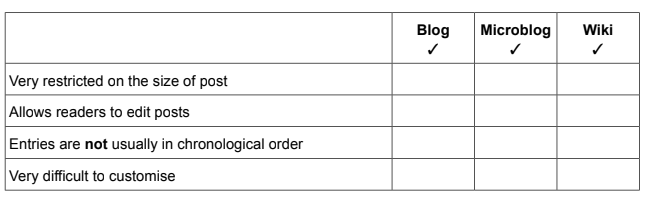 Blog Microblog Wiki
✓ ✓ ✓
Very restricted on the size of post
Allows readers to edit posts
Entries are not usually in chronological order
Very difficult to customise